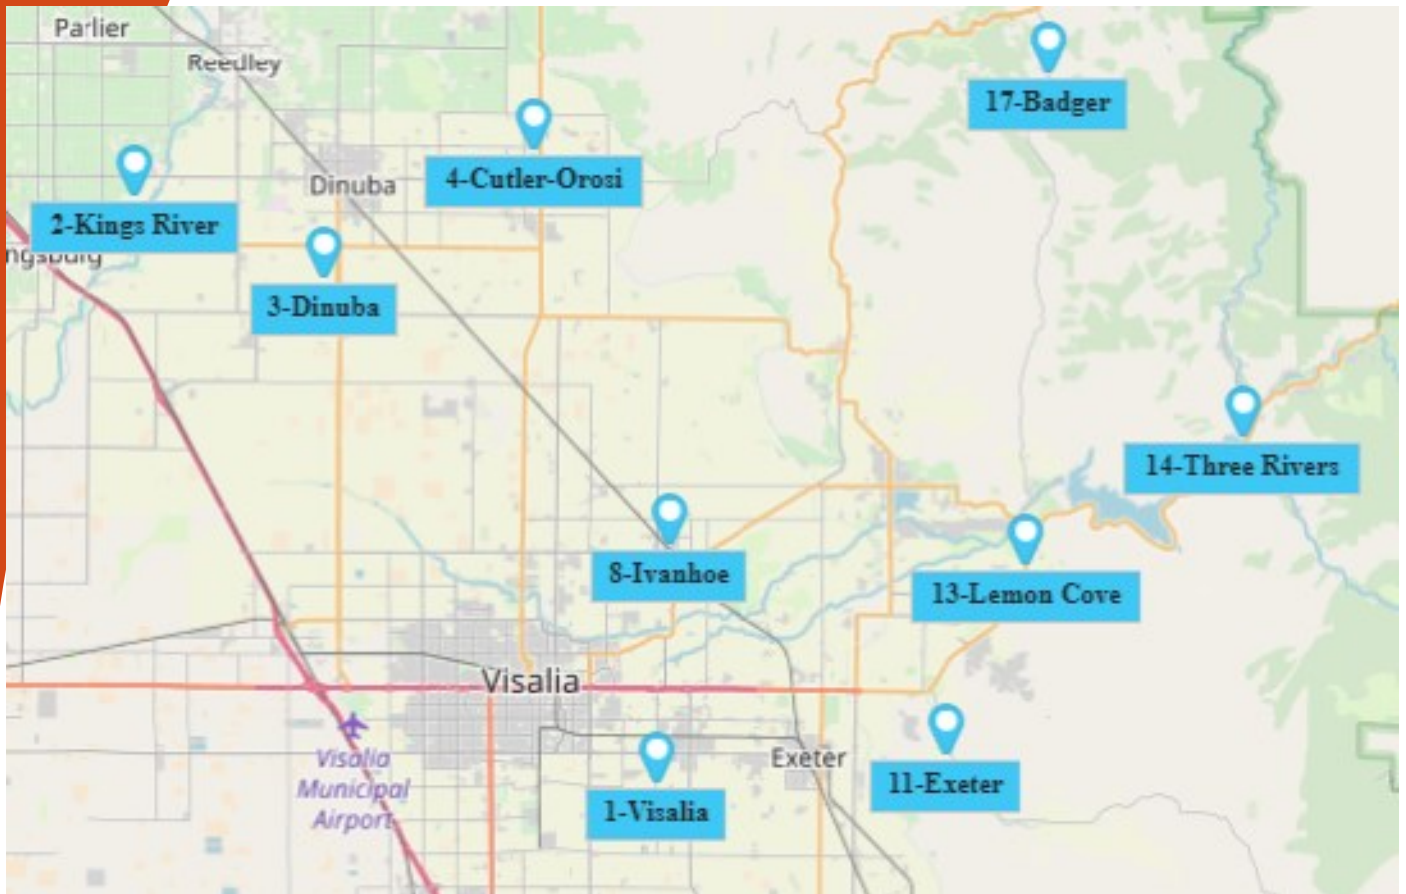 Parlier
Reedley
17-Badger
4-Cutler-Orosi
Dinuba
2-Kings River
ngsburg
3-Dinuba
14-Three Rivers
8-Ivanhoe
13-Lemon Cove
Visalia
Visalia
Municipal
Airport
Exeter
11-Exeter
1-Visalia